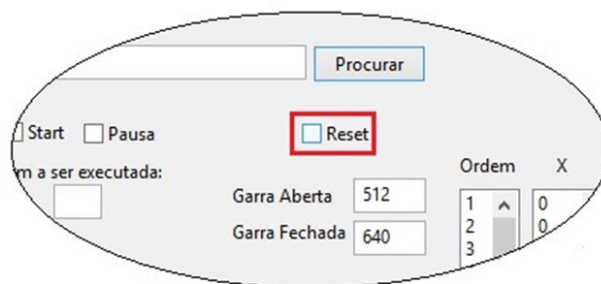 Procurar
Start Pausa Reset
m a ser executada:
Ordem X
Garra Aberta 512
Garra Fechada 640
1 0
2 0
3